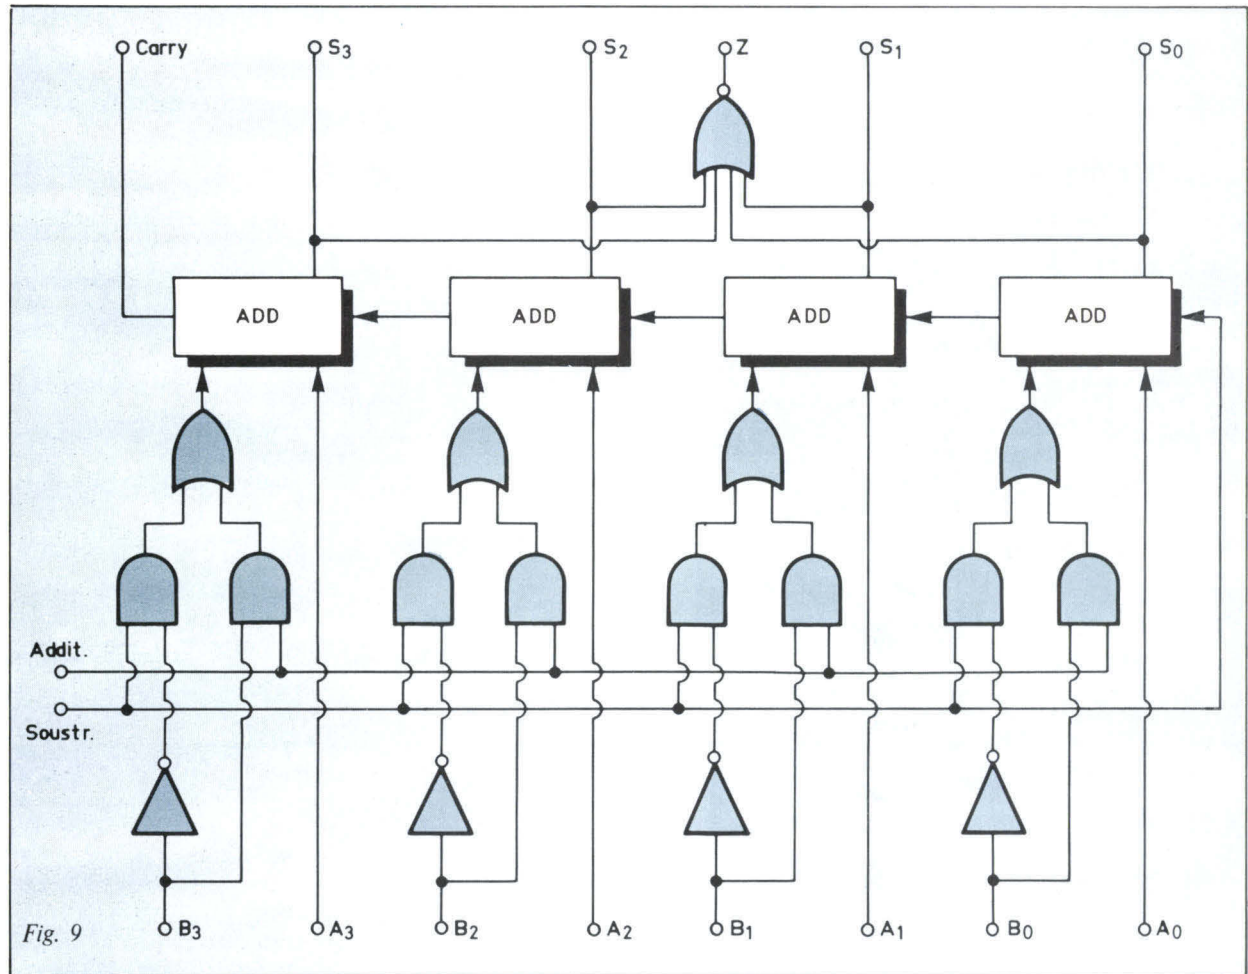 Carry S3 S2 Z S1 S0
ADD ADD ADD ADD
Addit.
Soustr.
B3 A3 B2 A2 B1 A1 B0 A0
Fig. 9